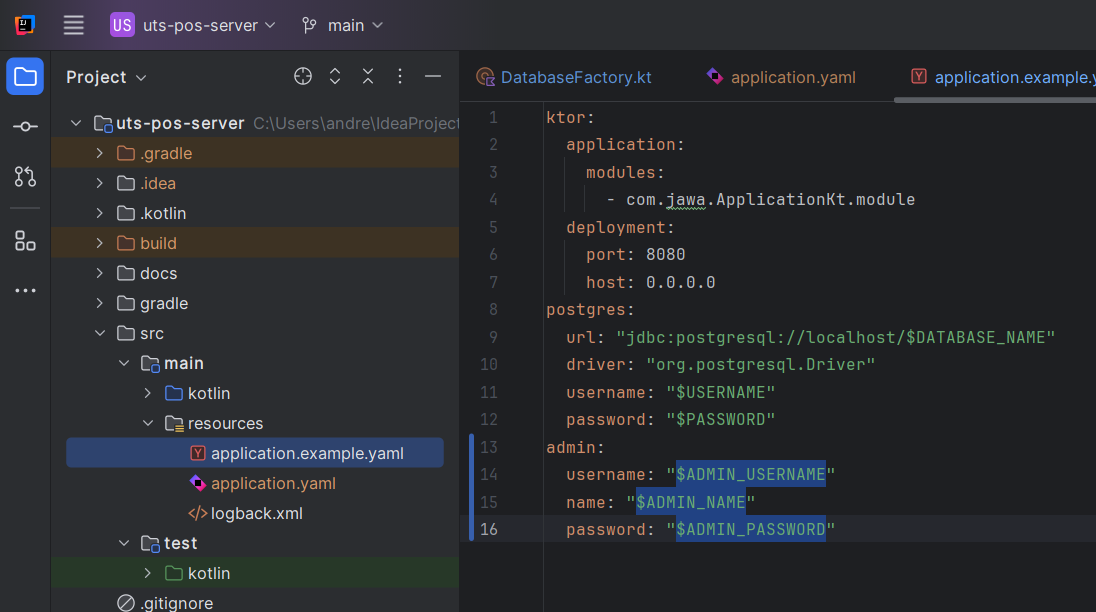 US uts-pos-server main
Project
DatabaseFactory.kt application.yaml application.example.y
uts-pos-server C:\Users\andre\IdeaProject
.gradle
.idea
.kotlin
build
docs
gradle
src
main
kotlin
resources
application.example.yaml
application.yaml
logback.xml
test
kotlin
.gitignore
1 ktor:
2 application:
3 modules:
4 - com.jawa.ApplicationKt.module
5 deployment:
6 port: 8080
7 host: 0.0.0.0
8 postgres:
9 url: "jdbc:postgresql://localhost/$DATABASE_NAME"
10 driver: "org.postgresql.Driver"
11 username: "$USERNAME"
12 password: "$PASSWORD"
13 admin:
14 username: "$ADMIN_USERNAME"
15 name: "$ADMIN_NAME"
16 password: "$ADMIN_PASSWORD"